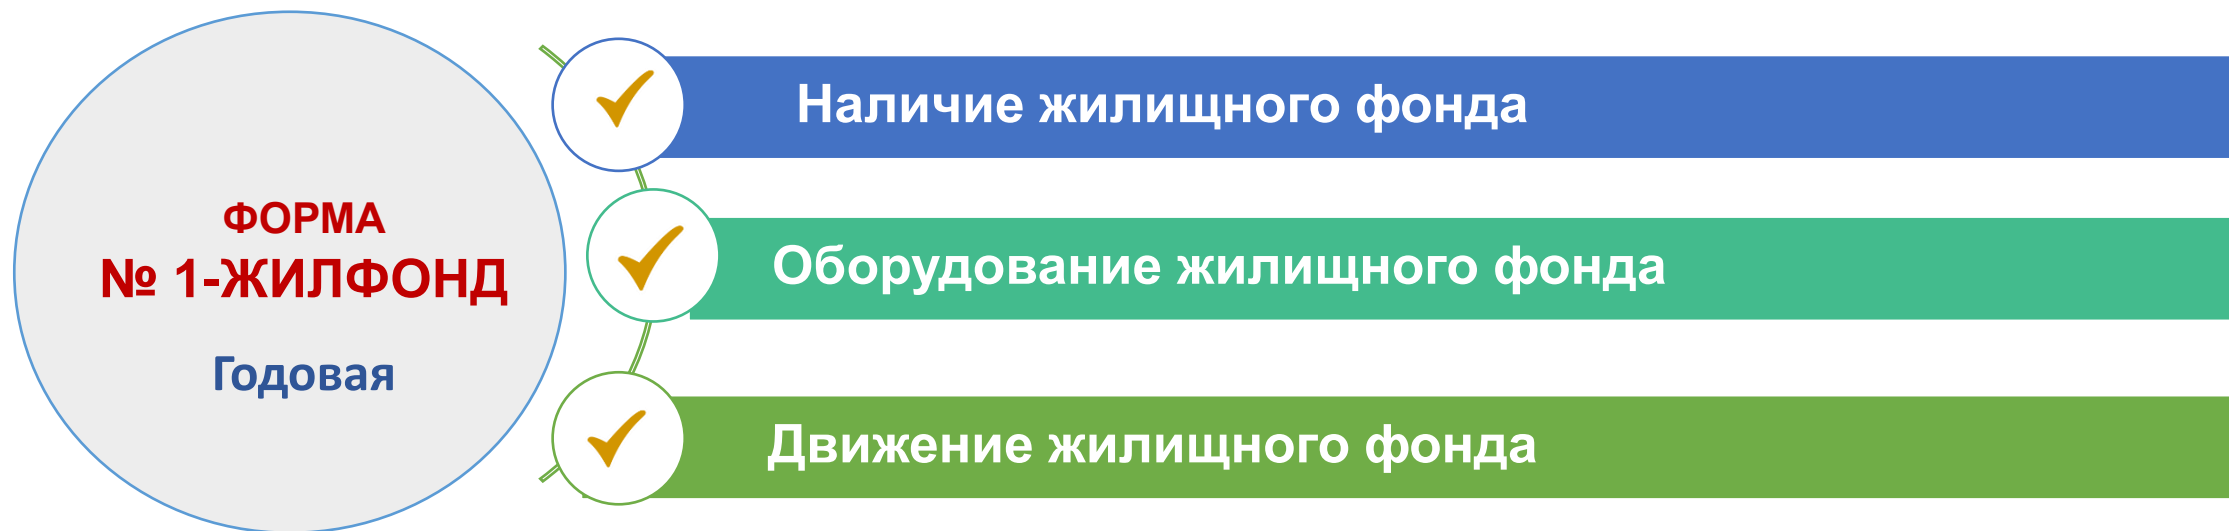 ФОРМА
№ 1-ЖИЛФОНД
Годовая
Наличие жилищного фонда
Оборудование жилищного фонда
Движение жилищного фонда